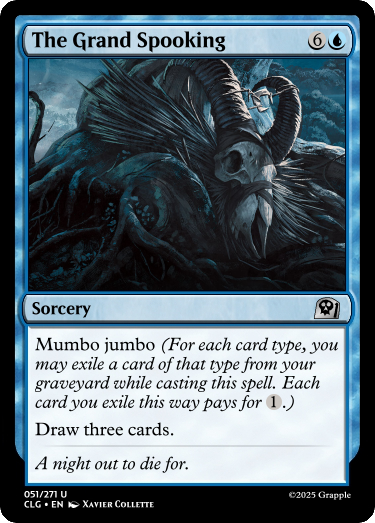 The Grand Spooking 6
Sorcery
Mumbo jumbo (For each card type, you
may exile a card of that type from your
graveyard while casting this spell. Each
card you exile this way pays for 1.)
Draw three cards.
A night out to die for.
051/271 U
CLG • EN Xavier Collette
©2025 Grapple